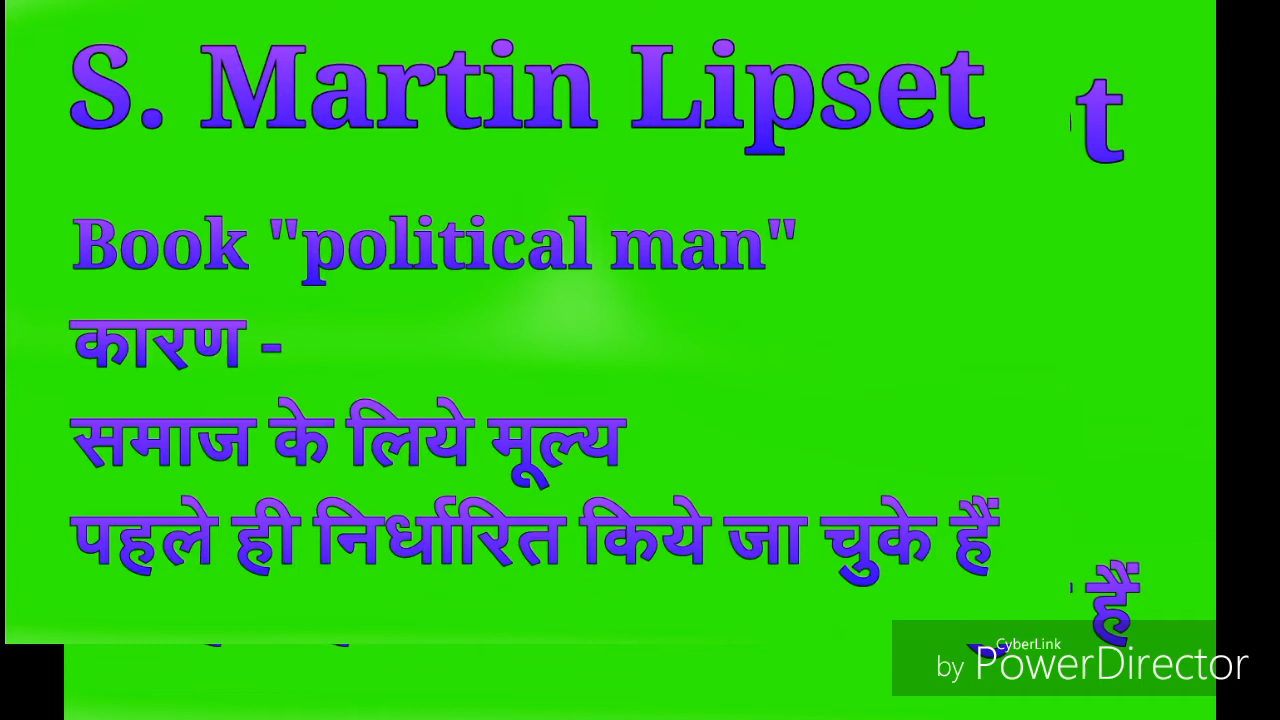 S. Martin Lipset
t
Book "political man"
कारण -
समाज के लिये मूल्य
पहले ही निर्धारित किये जा चुके हैं
हैं
CyberLink
by PowerDirector